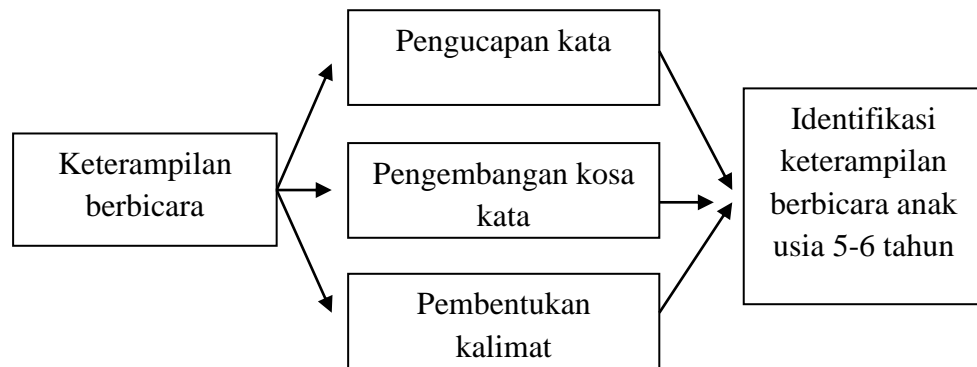 Keterampilan
berbicara
Pengucapan kata
Pengembangan kosa
kata
Pembentukan
kalimat
Identifikasi
keterampilan
berbicara anak
usia 5-6 tahun